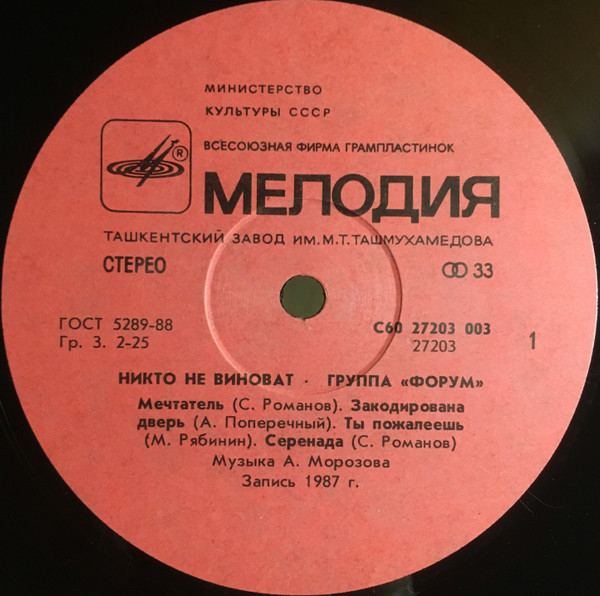 МИНИСТЕРСТВО
КУЛЬТУРЫ СССР
ВСЕСОЮЗНАЯ ФИРМА ГРАМПЛАСТИНОК
®
МЕЛОДИЯ
ТАШКЕНТСКИЙ ЗАВОД ИМ. М.Т. ТАШМУХАМЕДОВА
СТЕРЕО
33
ГОСТ 5289-88
Гр. 3. 2-25
С60 27203 003
27203
1
НИКТО НЕ ВИНОВАТ · ГРУППА «ФОРУМ»
Мечтатель (С. Романов). Закодирована
дверь (А. Поперечный). Ты пожалеешь
(М. Рябинин). Серенада (С. Романов)
Музыка А. Морозова
Запись 1987 г.